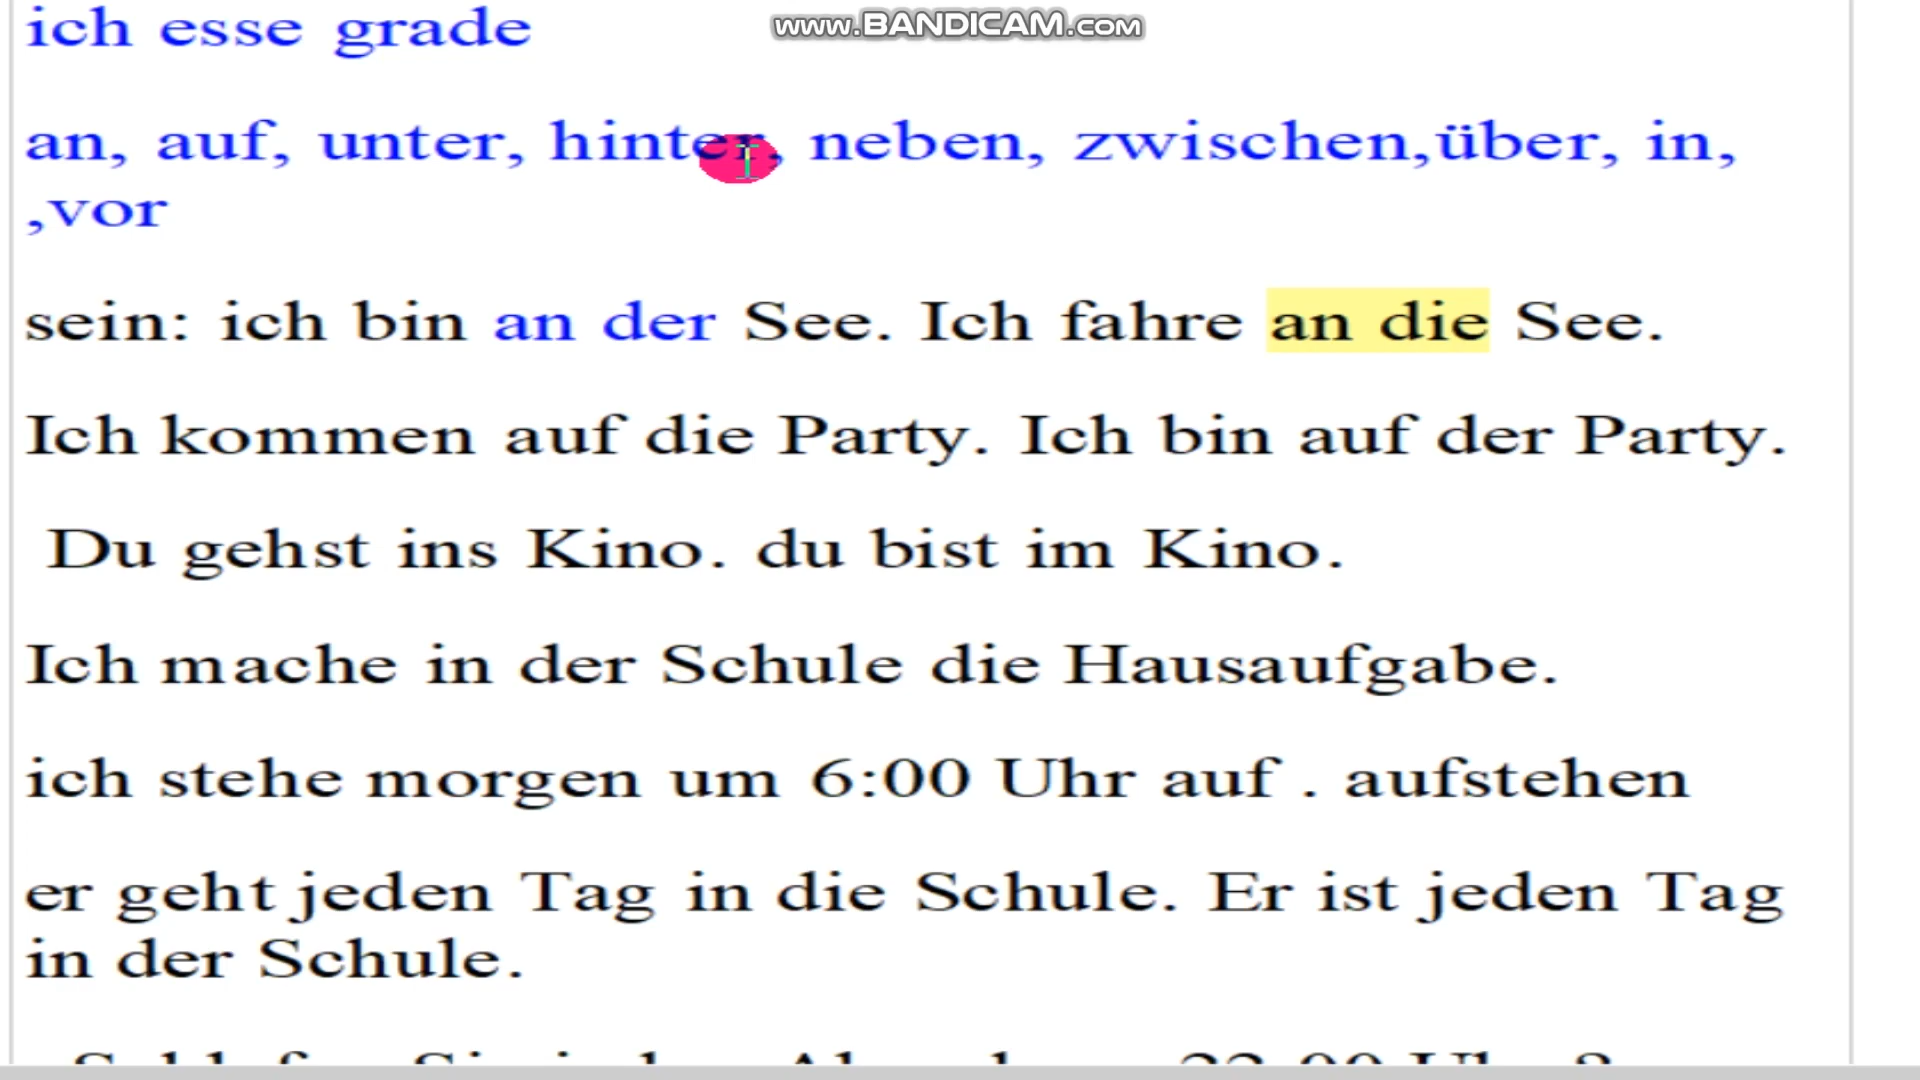 www.BANDICAM.com
ich esse grade
an, auf, unter, hinter, neben, zwischen,über, in,
,vor
sein: ich bin an der See. Ich fahre an die See.
Ich kommen auf die Party. Ich bin auf der Party.
Du gehst ins Kino. du bist im Kino.
Ich mache in der Schule die Hausaufgabe.
ich stehe morgen um 6:00 Uhr auf . aufstehen
er geht jeden Tag in die Schule. Er ist jeden Tag
in der Schule.